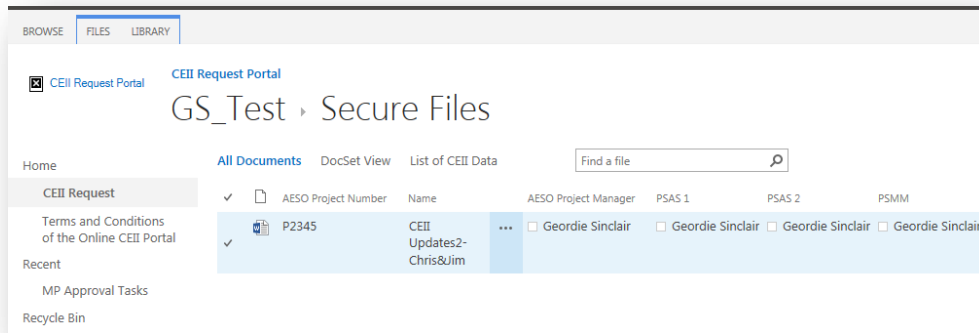 BROWSE FILES LIBRARY
CEII Request Portal
CEII Request Portal
GS_Test ▸ Secure Files
All Documents DocSet View List of CEII Data Find a file
Home
CEII Request
Terms and Conditions
of the Online CEII Portal
Recent
MP Approval Tasks
Recycle Bin
AESO Project Number Name AESO Project Manager PSAS 1 PSAS 2 PSMM
P2345 CEII Geordie Sinclair Geordie Sinclair Geordie Sinclair Geordie Sinclair
Updates2-
Chris&Jim